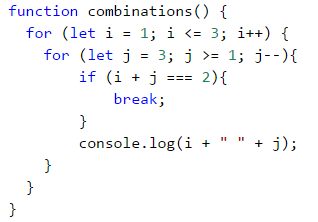 function combinations() {
  for (let i = 1; i <= 3; i++) {
    for (let j = 3; j >= 1; j--){
        if (i + j === 2){
            break;
        }
        console.log(i + " " + j);
    }
  }
}